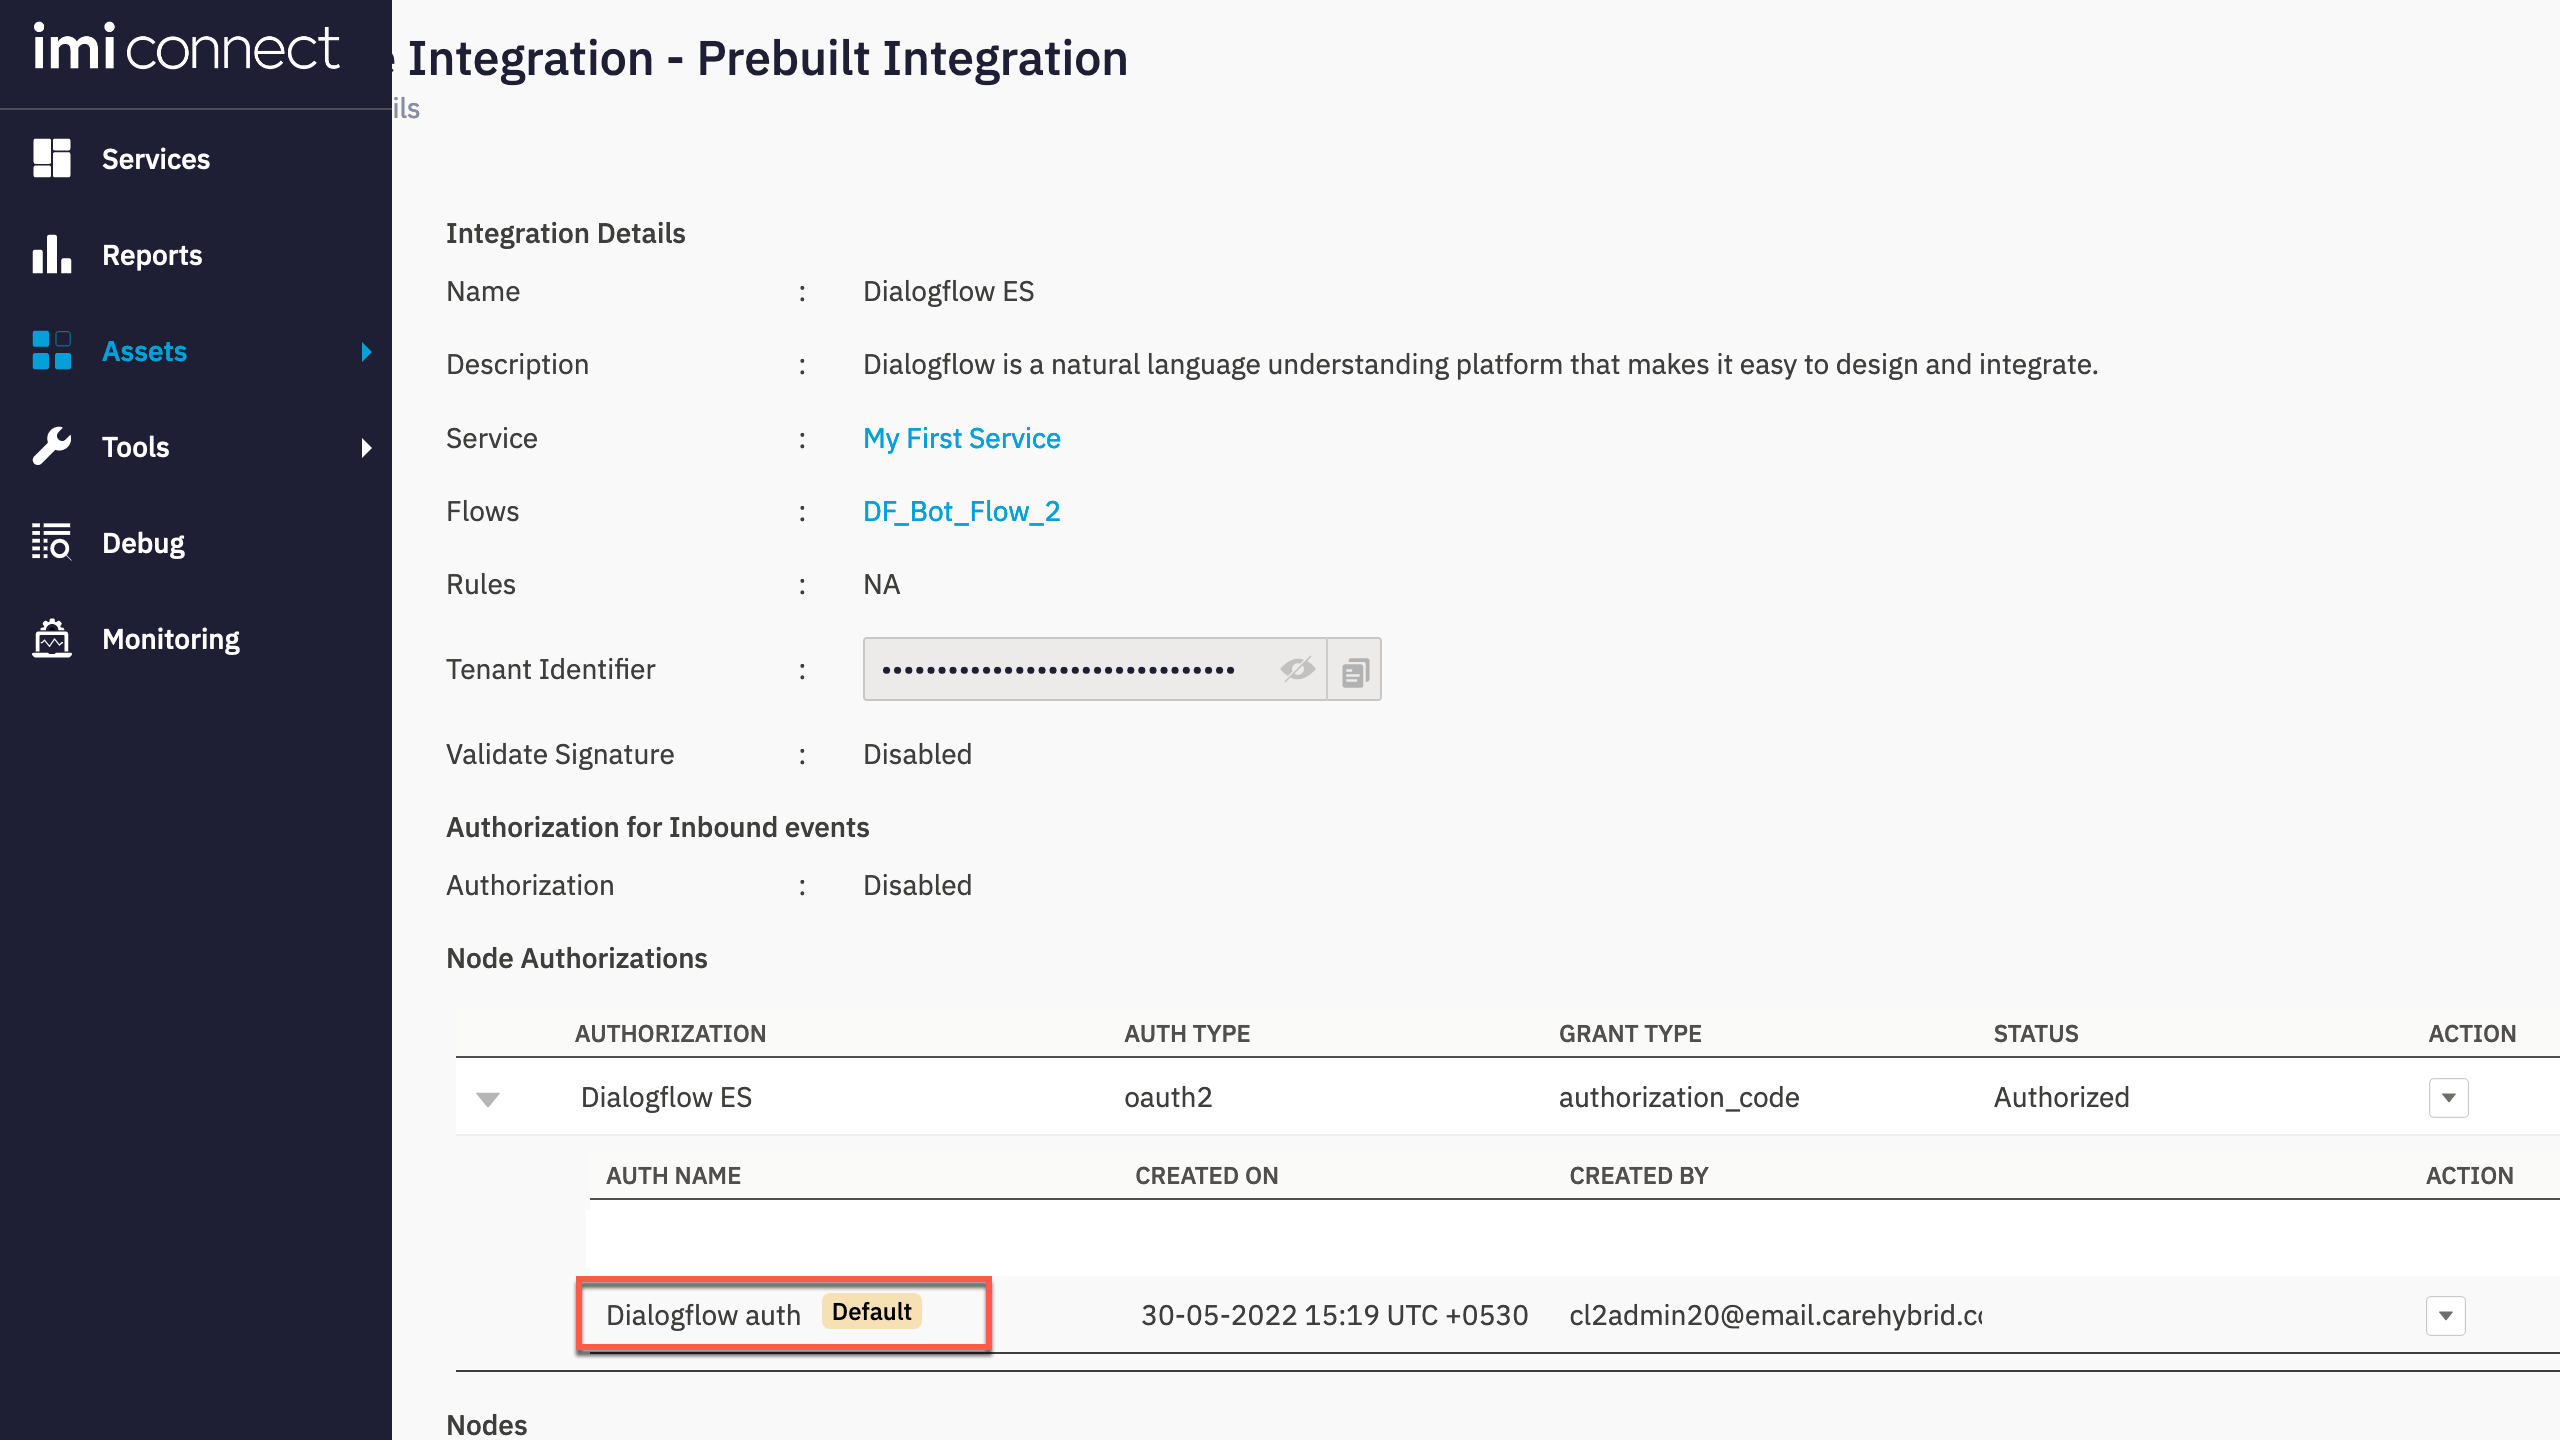 imiconnect
Integration - Prebuilt Integration
ils
Services
Reports
Assets
Tools
Debug
Monitoring
Integration Details
Name : Dialogflow ES
Description : Dialogflow is a natural language understanding platform that makes it easy to design and integrate.
Service : My First Service
Flows : DF_Bot_Flow_2
Rules : NA
Tenant Identifier : ••••••••••••••••••••••••••••••••
Validate Signature : Disabled
Authorization for Inbound events
Authorization : Disabled
Node Authorizations
AUTHORIZATION AUTH TYPE GRANT TYPE STATUS ACTION
Dialogflow ES oauth2 authorization_code Authorized
AUTH NAME CREATED ON CREATED BY ACTION
Dialogflow auth Default 30-05-2022 15:19 UTC +0530 cl2admin20@email.carehybrid.c
Nodes